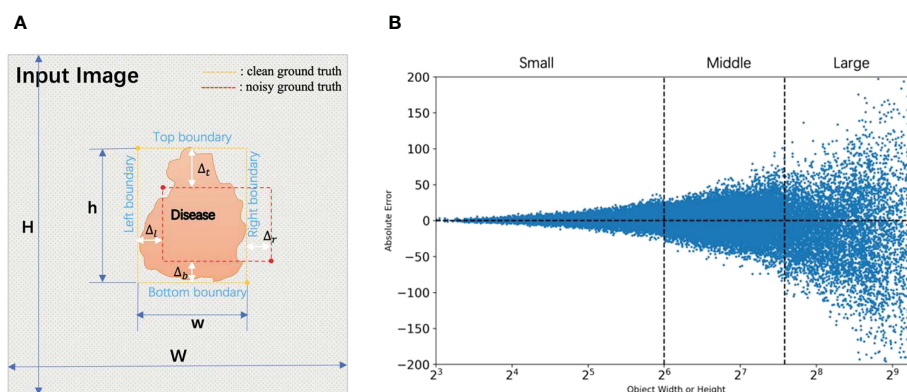 A
Input Image
: clean ground truth
: noisy ground truth
Top boundary
Left boundary
Right boundary
Δt
h
H
Disease
Δl
Δr
Δb
Bottom boundary
w
W
B
Small Middle Large
200
150
100
50
0
−50
−100
−150
−200
Absolute Error
2³ 2⁴ 2⁵ 2⁶ 2⁷ 2⁸ 2⁹
Object Width or Height